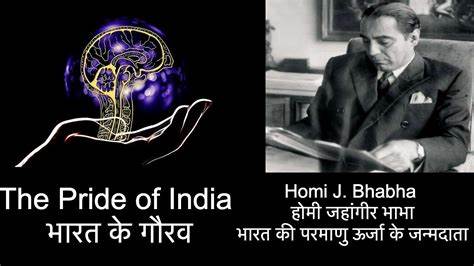 The Pride of India
भारत के गौरव
Homi J. Bhabha
होमी जहांगीर भाभा
भारत की परमाणु ऊर्जा के जन्मदाता